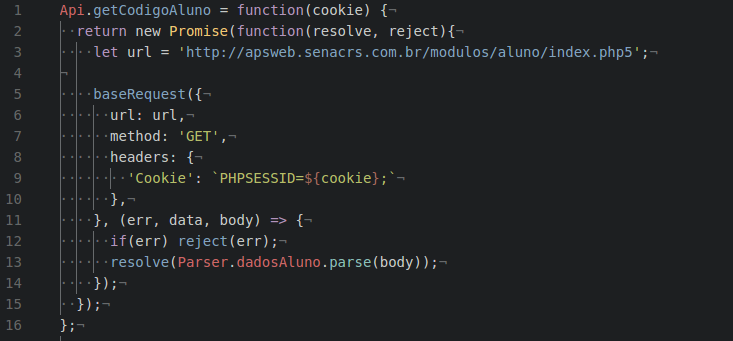 1 Api.getCodigoAluno = function(cookie) {¬
2 ··return new Promise(function(resolve, reject){¬
3 ····let url = 'http://apsweb.senacrs.com.br/modulos/aluno/index.php5';¬
4 ¬
5 ····baseRequest({¬
6 ······url: url,¬
7 ······method: 'GET',¬
8 ······headers: {¬
9 ········'Cookie': `PHPSESSID=${cookie};`¬
10 ······},¬
11 ····}, (err, data, body) => {¬
12 ······if(err) reject(err);¬
13 ······resolve(Parser.dadosAluno.parse(body));¬
14 ····});¬
15 ··});¬
16 };¬